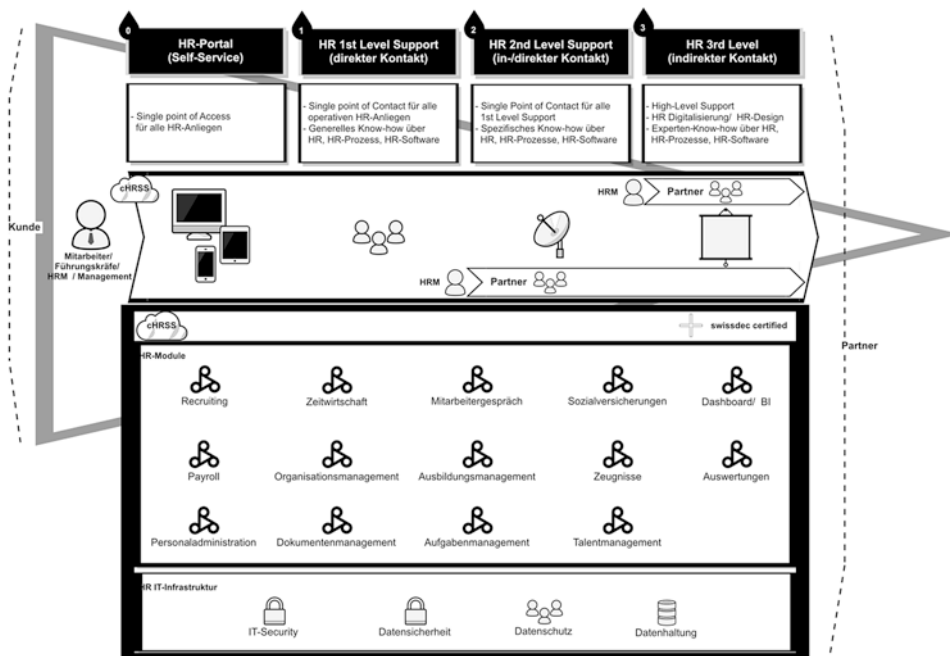 0
HR-Portal
(Self-Service)
1
HR 1st Level Support
(direkter Kontakt)
2
HR 2nd Level Support
(in-/direkter Kontakt)
3
HR 3rd Level
(indirekter Kontakt)
- Single point of Access
für alle HR-Anliegen
- Single point of Contact für alle
operativen HR-Anliegen
- Generelles Know-how über
HR, HR-Prozess, HR-Software
- Single Point of Contact für alle
1st Level Support
- Spezifisches Know-how über
HR, HR-Prozesse, HR-Software
- High-Level Support
- HR Digitalisierung/ HR-Design
- Experten-Know-how über HR,
HR-Prozesse, HR-Software
cHRSS
HRM
Partner
Kunde
Mitarbeiter/
Führungskräfe/
HRM / Management
HRM
Partner
cHRSS
swissdec certified
Partner
HR-Module
Recruiting
Zeitwirtschaft
Mitarbeitergespräch
Sozialversicherungen
Dashboard/ BI
Payroll
Organisationsmanagement
Ausbildungsmanagement
Zeugnisse
Auswertungen
Personaladministration
Dokumentenmanagement
Aufgabenmanagement
Talentmanagement
HR IT-Infrastruktur
IT-Security
Datensicherheit
Datenschutz
Datenhaltung